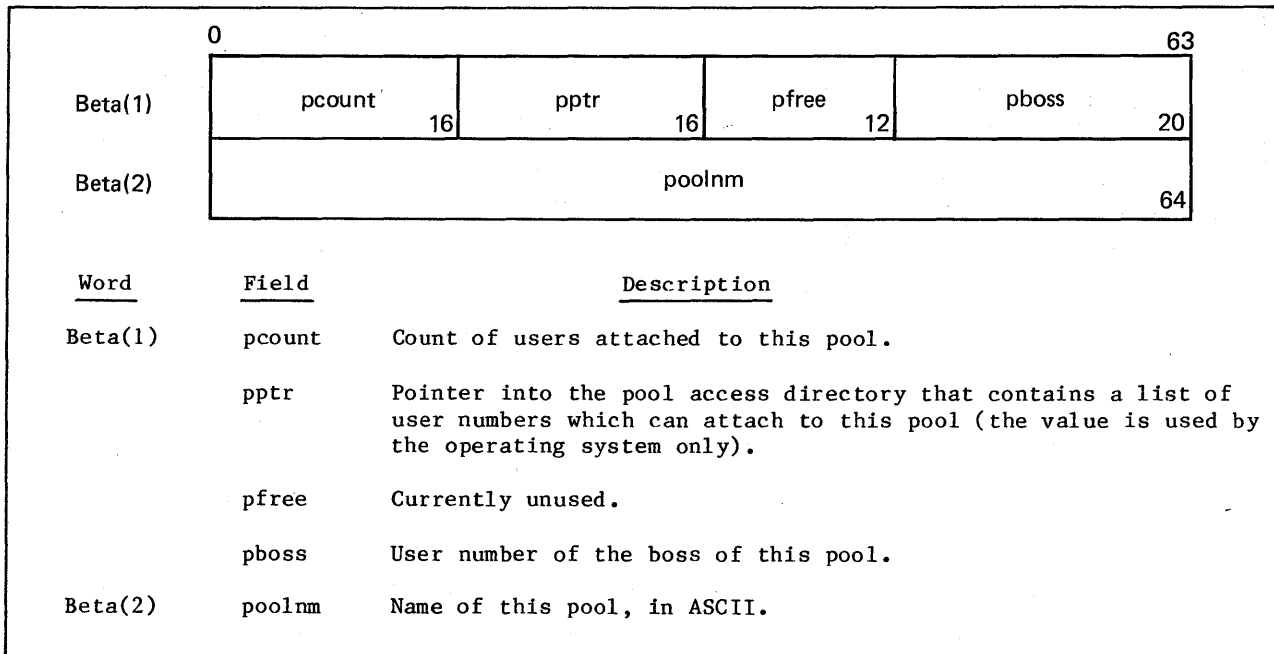 0 63
Beta(1) pcount 16 pptr 16 pfree 12 pboss 20
Beta(2) poolnm 64
Word Field Description
Beta(1) pcount Count of users attached to this pool.
pptr Pointer into the pool access directory that contains a list of
user numbers which can attach to this pool (the value is used by
the operating system only).
pfree Currently unused.
pboss User number of the boss of this pool.
Beta(2) poolnm Name of this pool, in ASCII.